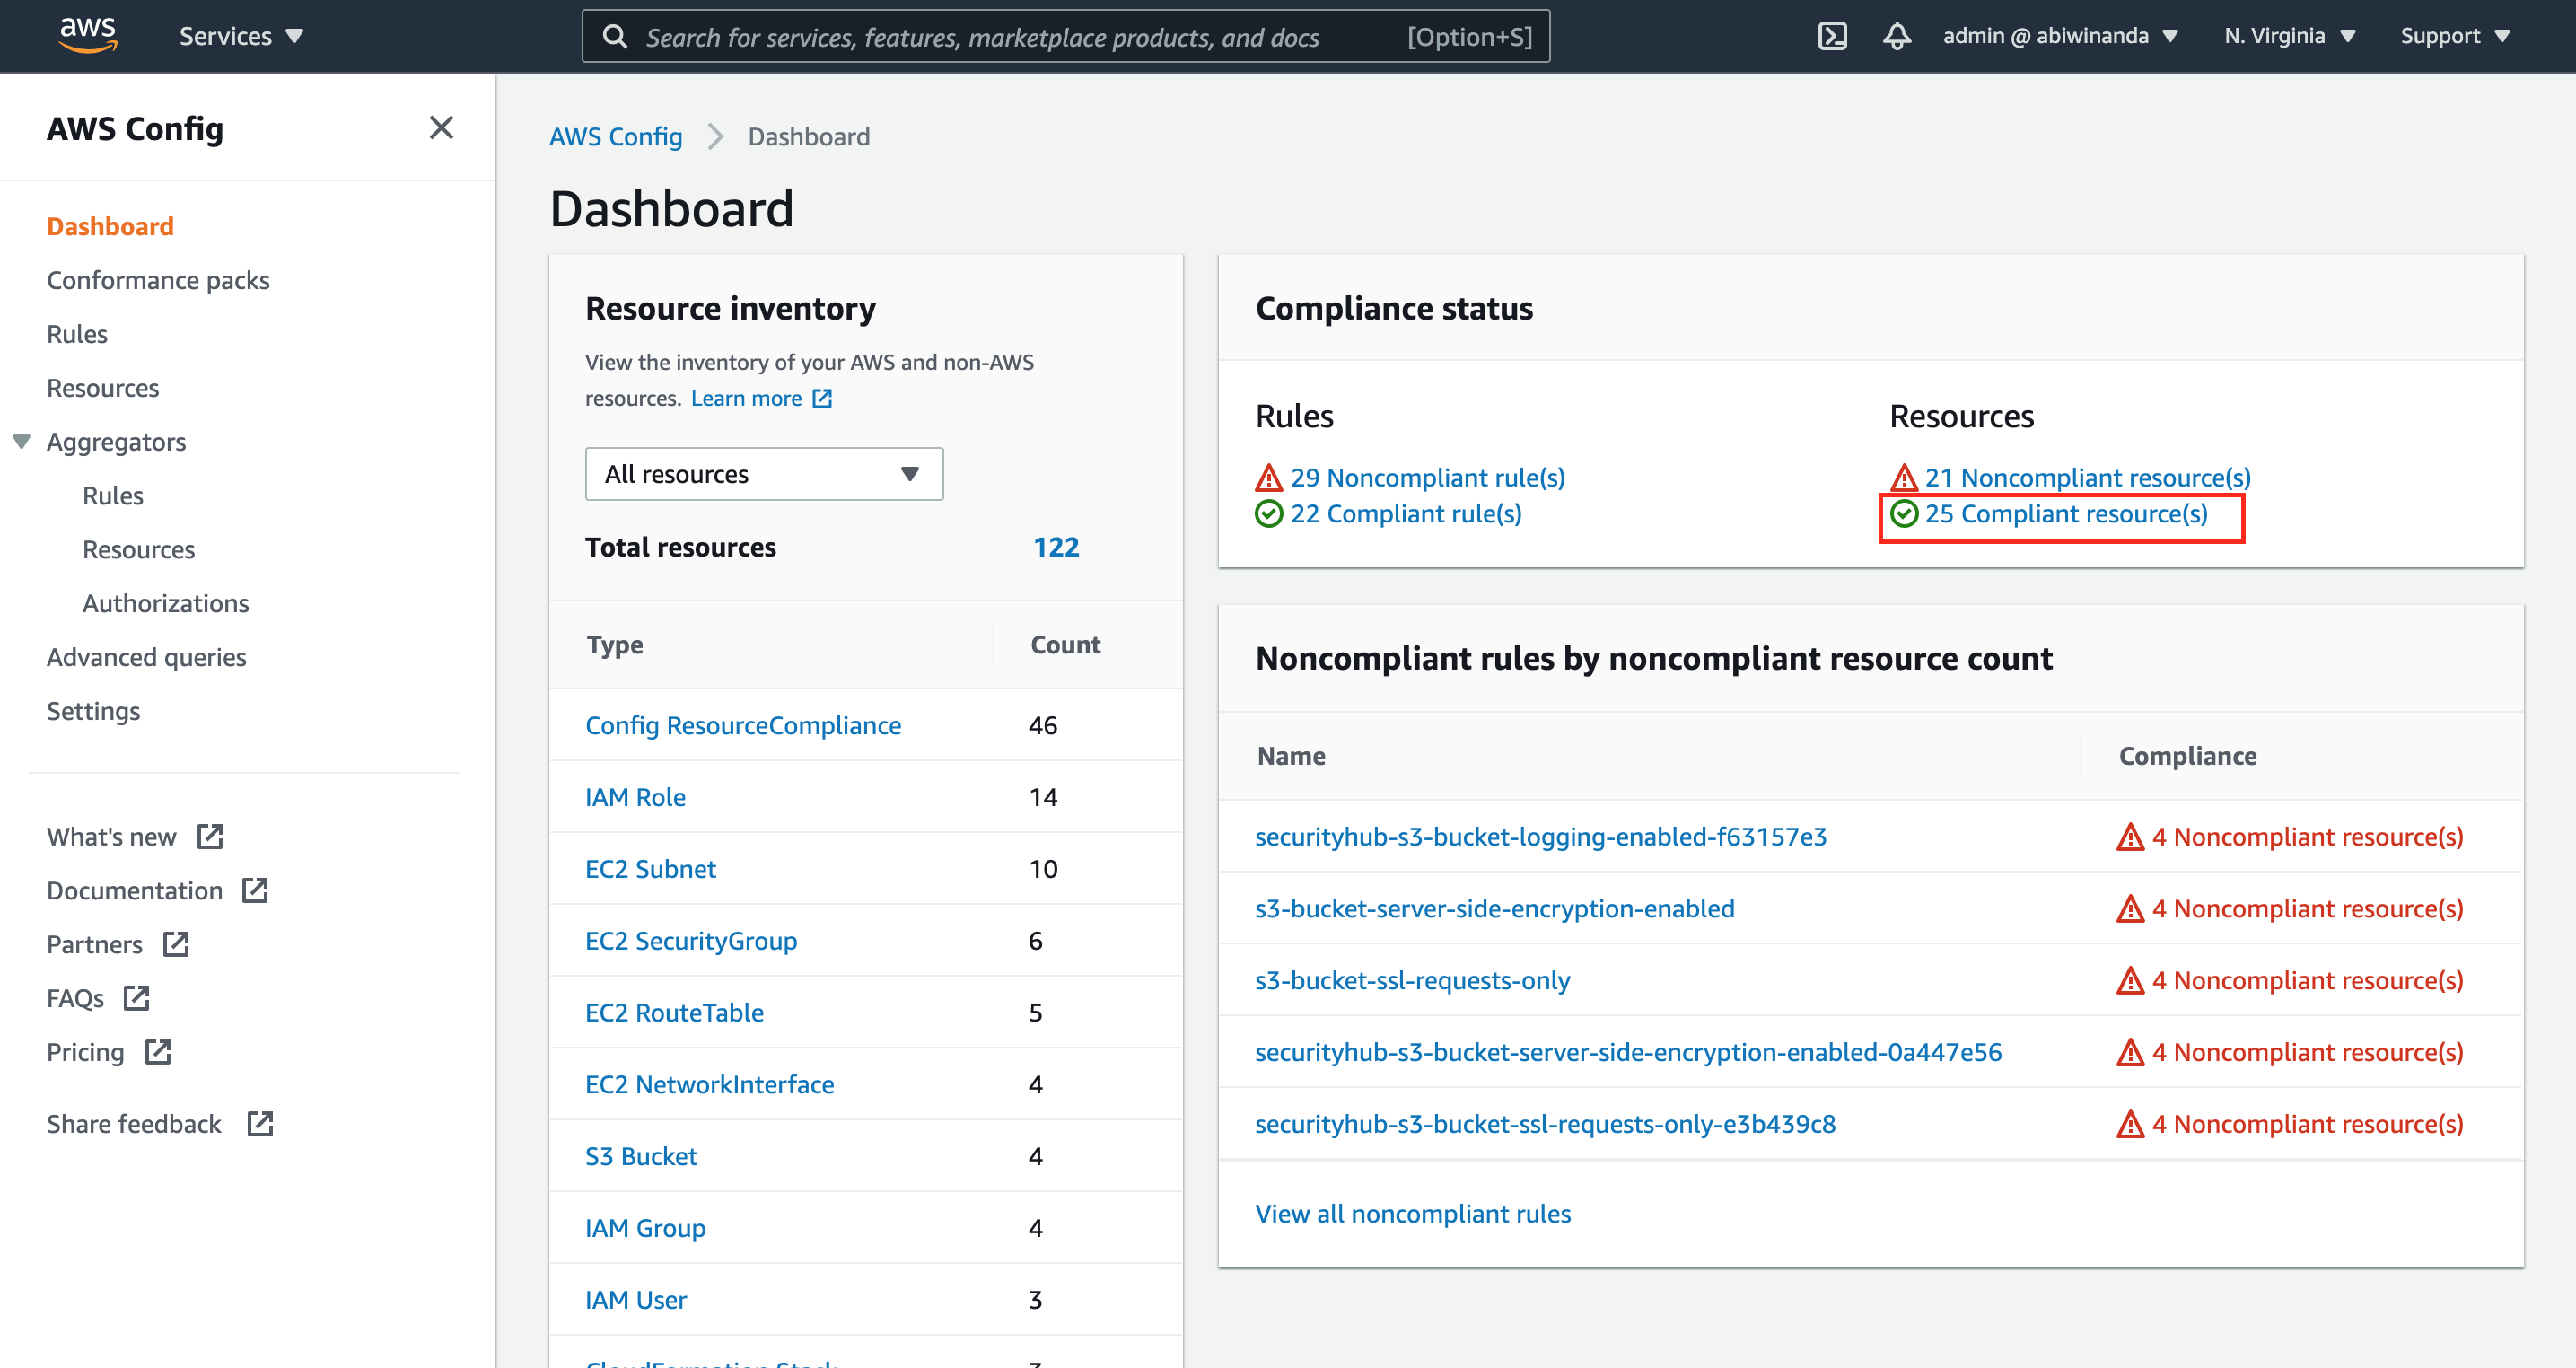 aws
Services
Search for services, features, marketplace products, and docs [Option+S]
admin @ abiwinanda
N. Virginia
Support
AWS Config
Dashboard
Conformance packs
Rules
Resources
Aggregators
Rules
Resources
Authorizations
Advanced queries
Settings
What's new
Documentation
Partners
FAQs
Pricing
Share feedback
AWS Config Dashboard
Dashboard
Resource inventory
View the inventory of your AWS and non-AWS
resources. Learn more
All resources
Total resources 122
Type Count
Config ResourceCompliance 46
IAM Role 14
EC2 Subnet 10
EC2 SecurityGroup 6
EC2 RouteTable 5
EC2 NetworkInterface 4
S3 Bucket 4
IAM Group 4
IAM User 3
CloudFormation Stack 3
Compliance status
Rules
29 Noncompliant rule(s)
22 Compliant rule(s)
Resources
21 Noncompliant resource(s)
25 Compliant resource(s)
Noncompliant rules by noncompliant resource count
Name Compliance
securityhub-s3-bucket-logging-enabled-f63157e3 4 Noncompliant resource(s)
s3-bucket-server-side-encryption-enabled 4 Noncompliant resource(s)
s3-bucket-ssl-requests-only 4 Noncompliant resource(s)
securityhub-s3-bucket-server-side-encryption-enabled-0a447e56 4 Noncompliant resource(s)
securityhub-s3-bucket-ssl-requests-only-e3b439c8 4 Noncompliant resource(s)
View all noncompliant rules